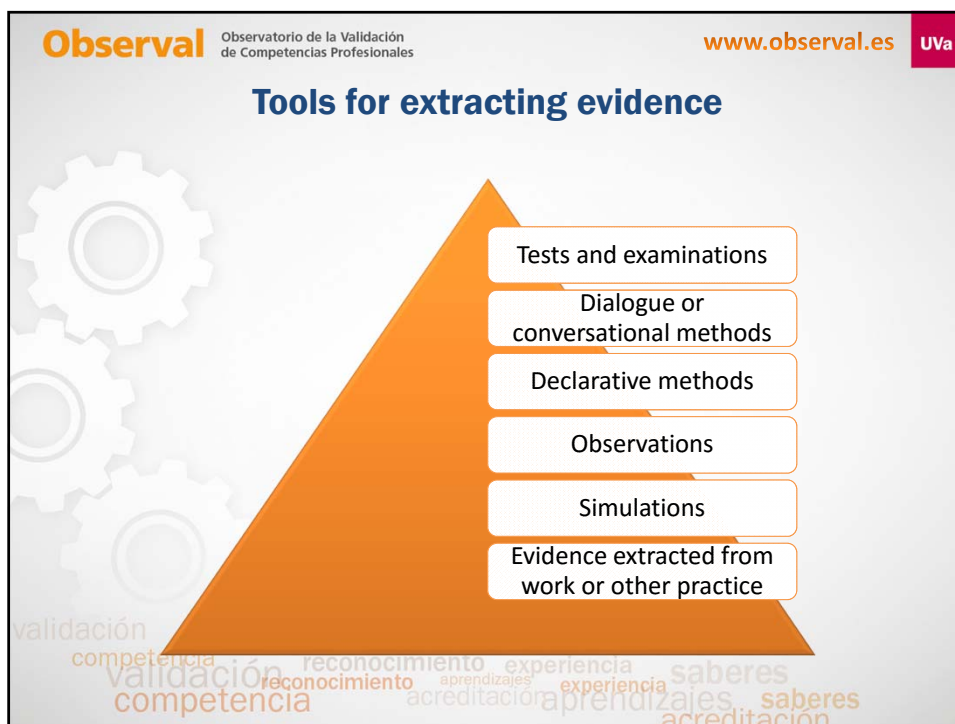 Observal
Observatorio de la Validación
de Competencias Profesionales
www.observal.es
UVa
Tools for extracting evidence
Tests and examinations
Dialogue or
conversational methods
Declarative methods
Observations
Simulations
Evidence extracted from
work or other practice
validación
competencia
validación
reconocimiento
reconocimiento
experiencia
aprendizajes
experiencia
saberes
competencia
acreditación
aprendizajes
saberes
acreditación